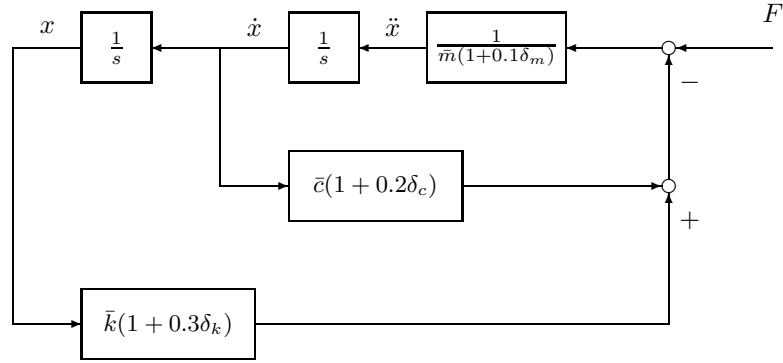 F
x 1/s ẋ 1/s ẍ 1/(m̄(1+0.1δ_m))
−
c̄(1 + 0.2δ_c)
+
k̄(1 + 0.3δ_k)